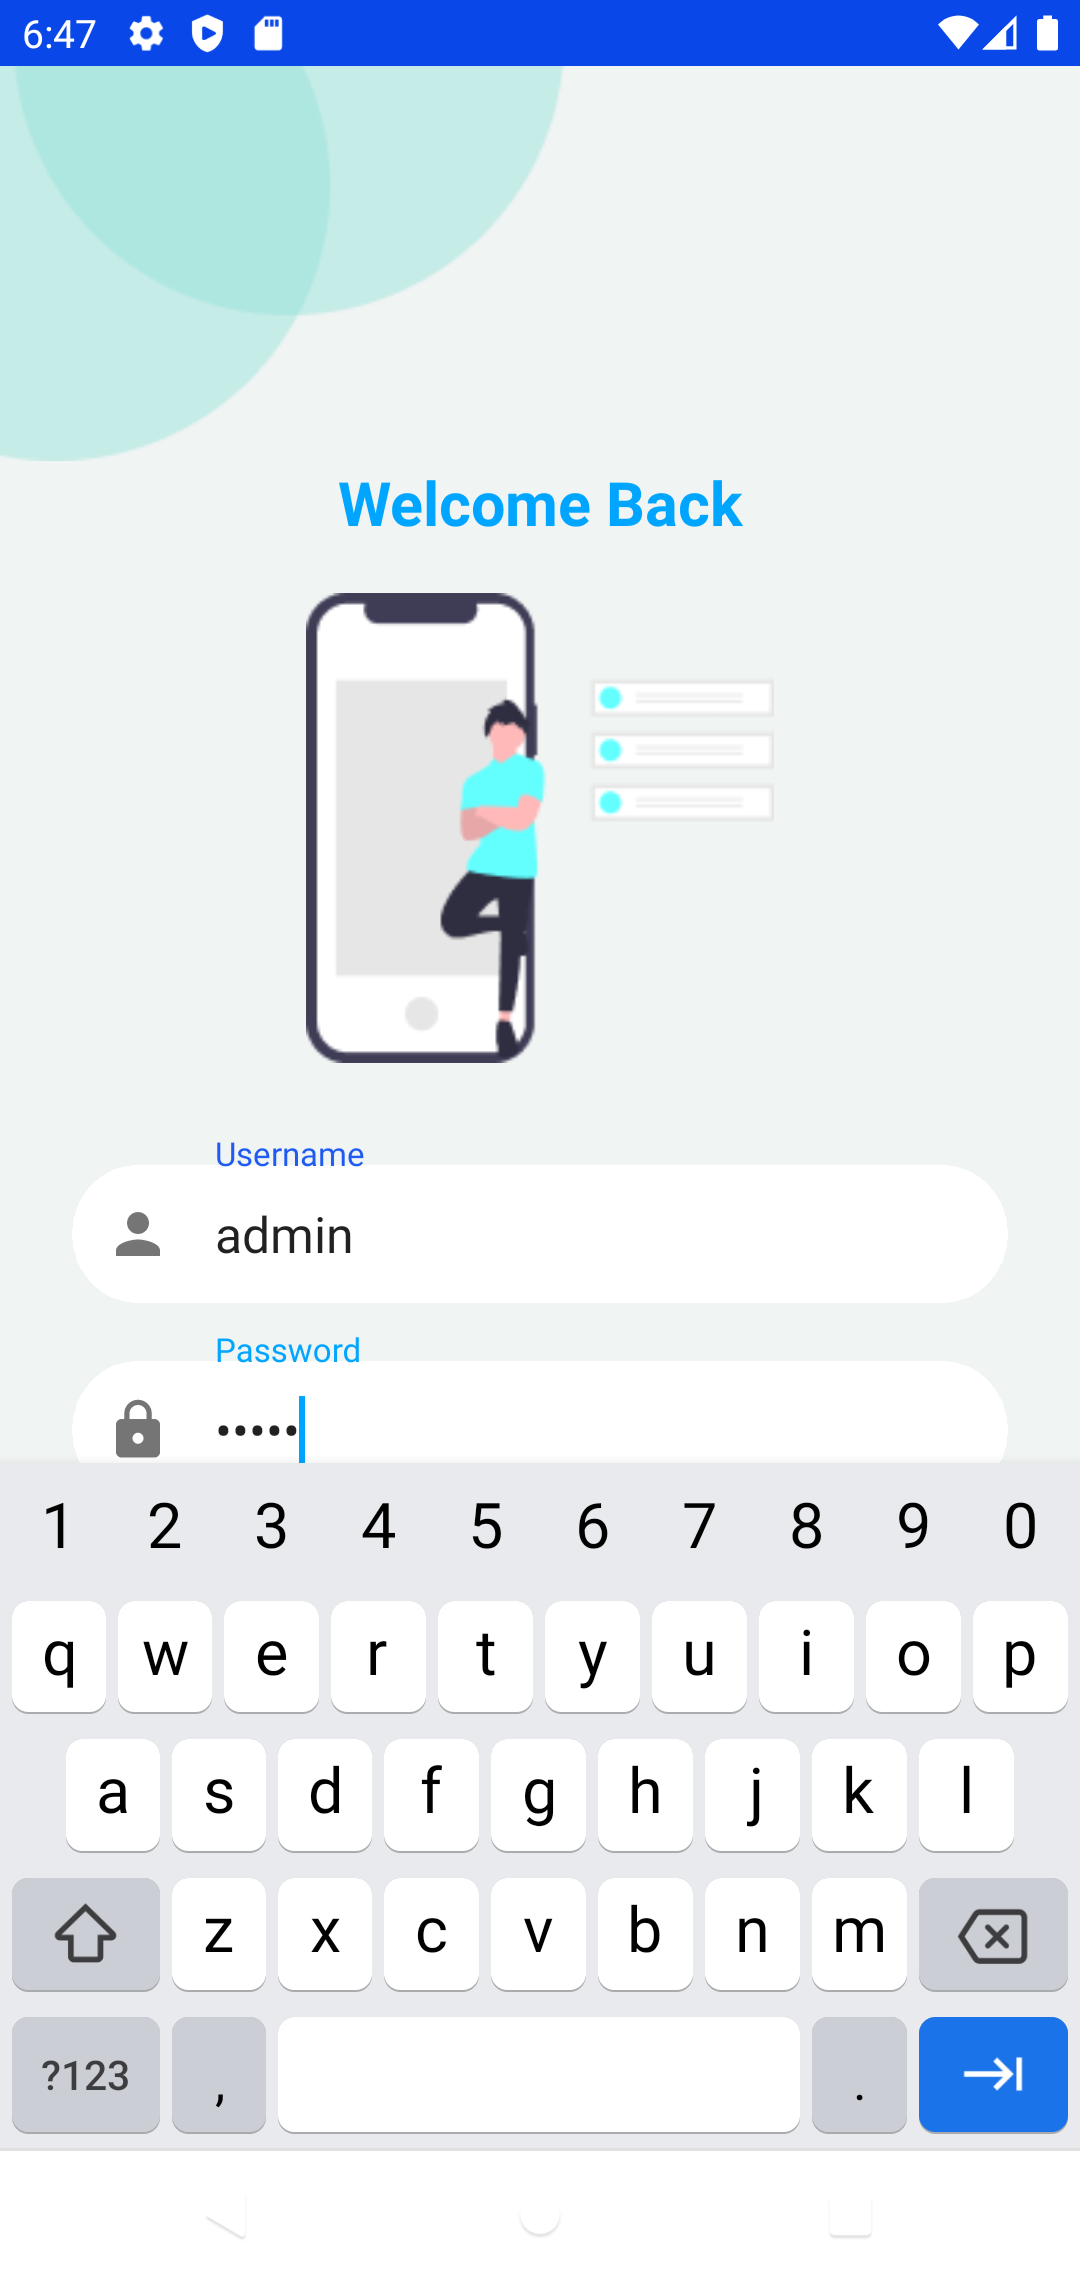 6:47
Welcome Back
Username
admin
Password
•••••
1 2 3 4 5 6 7 8 9 0
q w e r t y u i o p
a s d f g h j k l
z x c v b n m
?123 , .